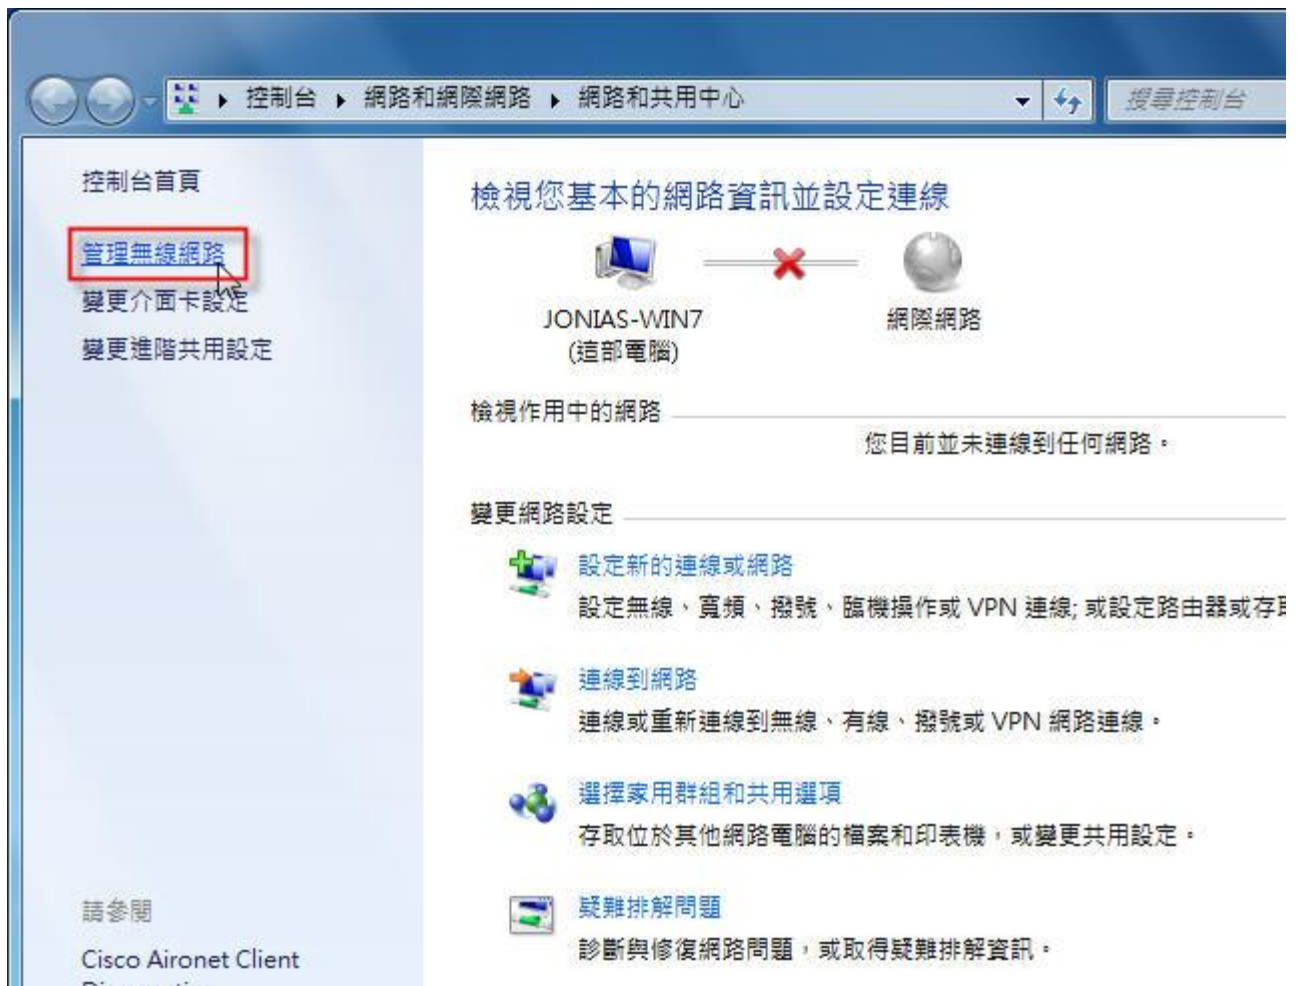 控制台 ▸ 網路和網際網路 ▸ 網路和共用中心
搜尋控制台
控制台首頁
管理無線網路
變更介面卡設定
變更進階共用設定
檢視您基本的網路資訊並設定連線
JONIAS-WIN7
(這部電腦)
網際網路
檢視作用中的網路
您目前並未連線到任何網路。
變更網路設定
設定新的連線或網路
設定無線、寬頻、撥號、臨機操作或 VPN 連線; 或設定路由器或存
連線到網路
連線或重新連線到無線、有線、撥號或 VPN 網路連線。
選擇家用群組和共用選項
存取位於其他網路電腦的檔案和印表機，或變更共用設定。
疑難排解問題
診斷與修復網路問題，或取得疑難排解資訊。
請參閱
Cisco Aironet Client